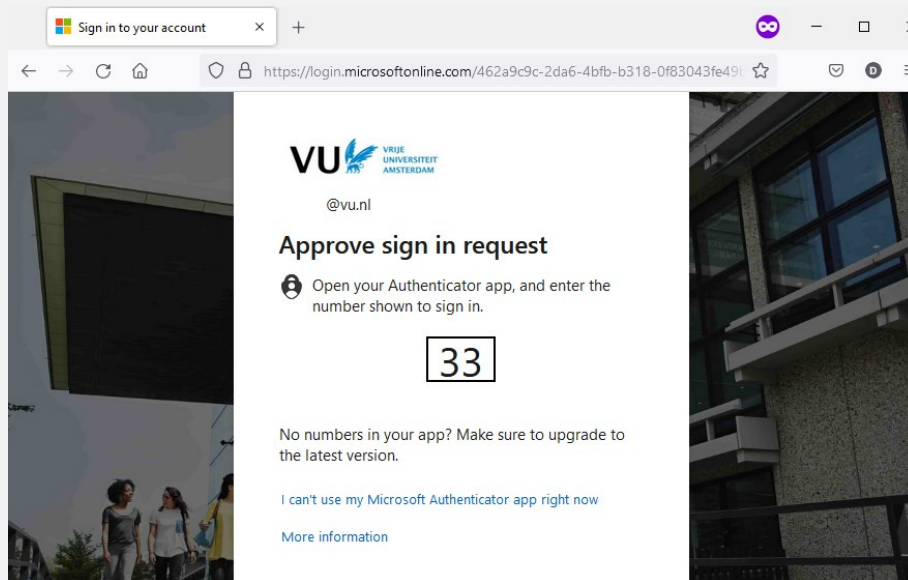 Sign in to your account
https://login.microsoftonline.com/462a9c9c-2da6-4bfb-b318-0f83043fe49
D
VU VRIJE
UNIVERSITEIT
AMSTERDAM
@vu.nl
Approve sign in request
Open your Authenticator app, and enter the
number shown to sign in.
33
No numbers in your app? Make sure to upgrade to
the latest version.
I can't use my Microsoft Authenticator app right now
More information